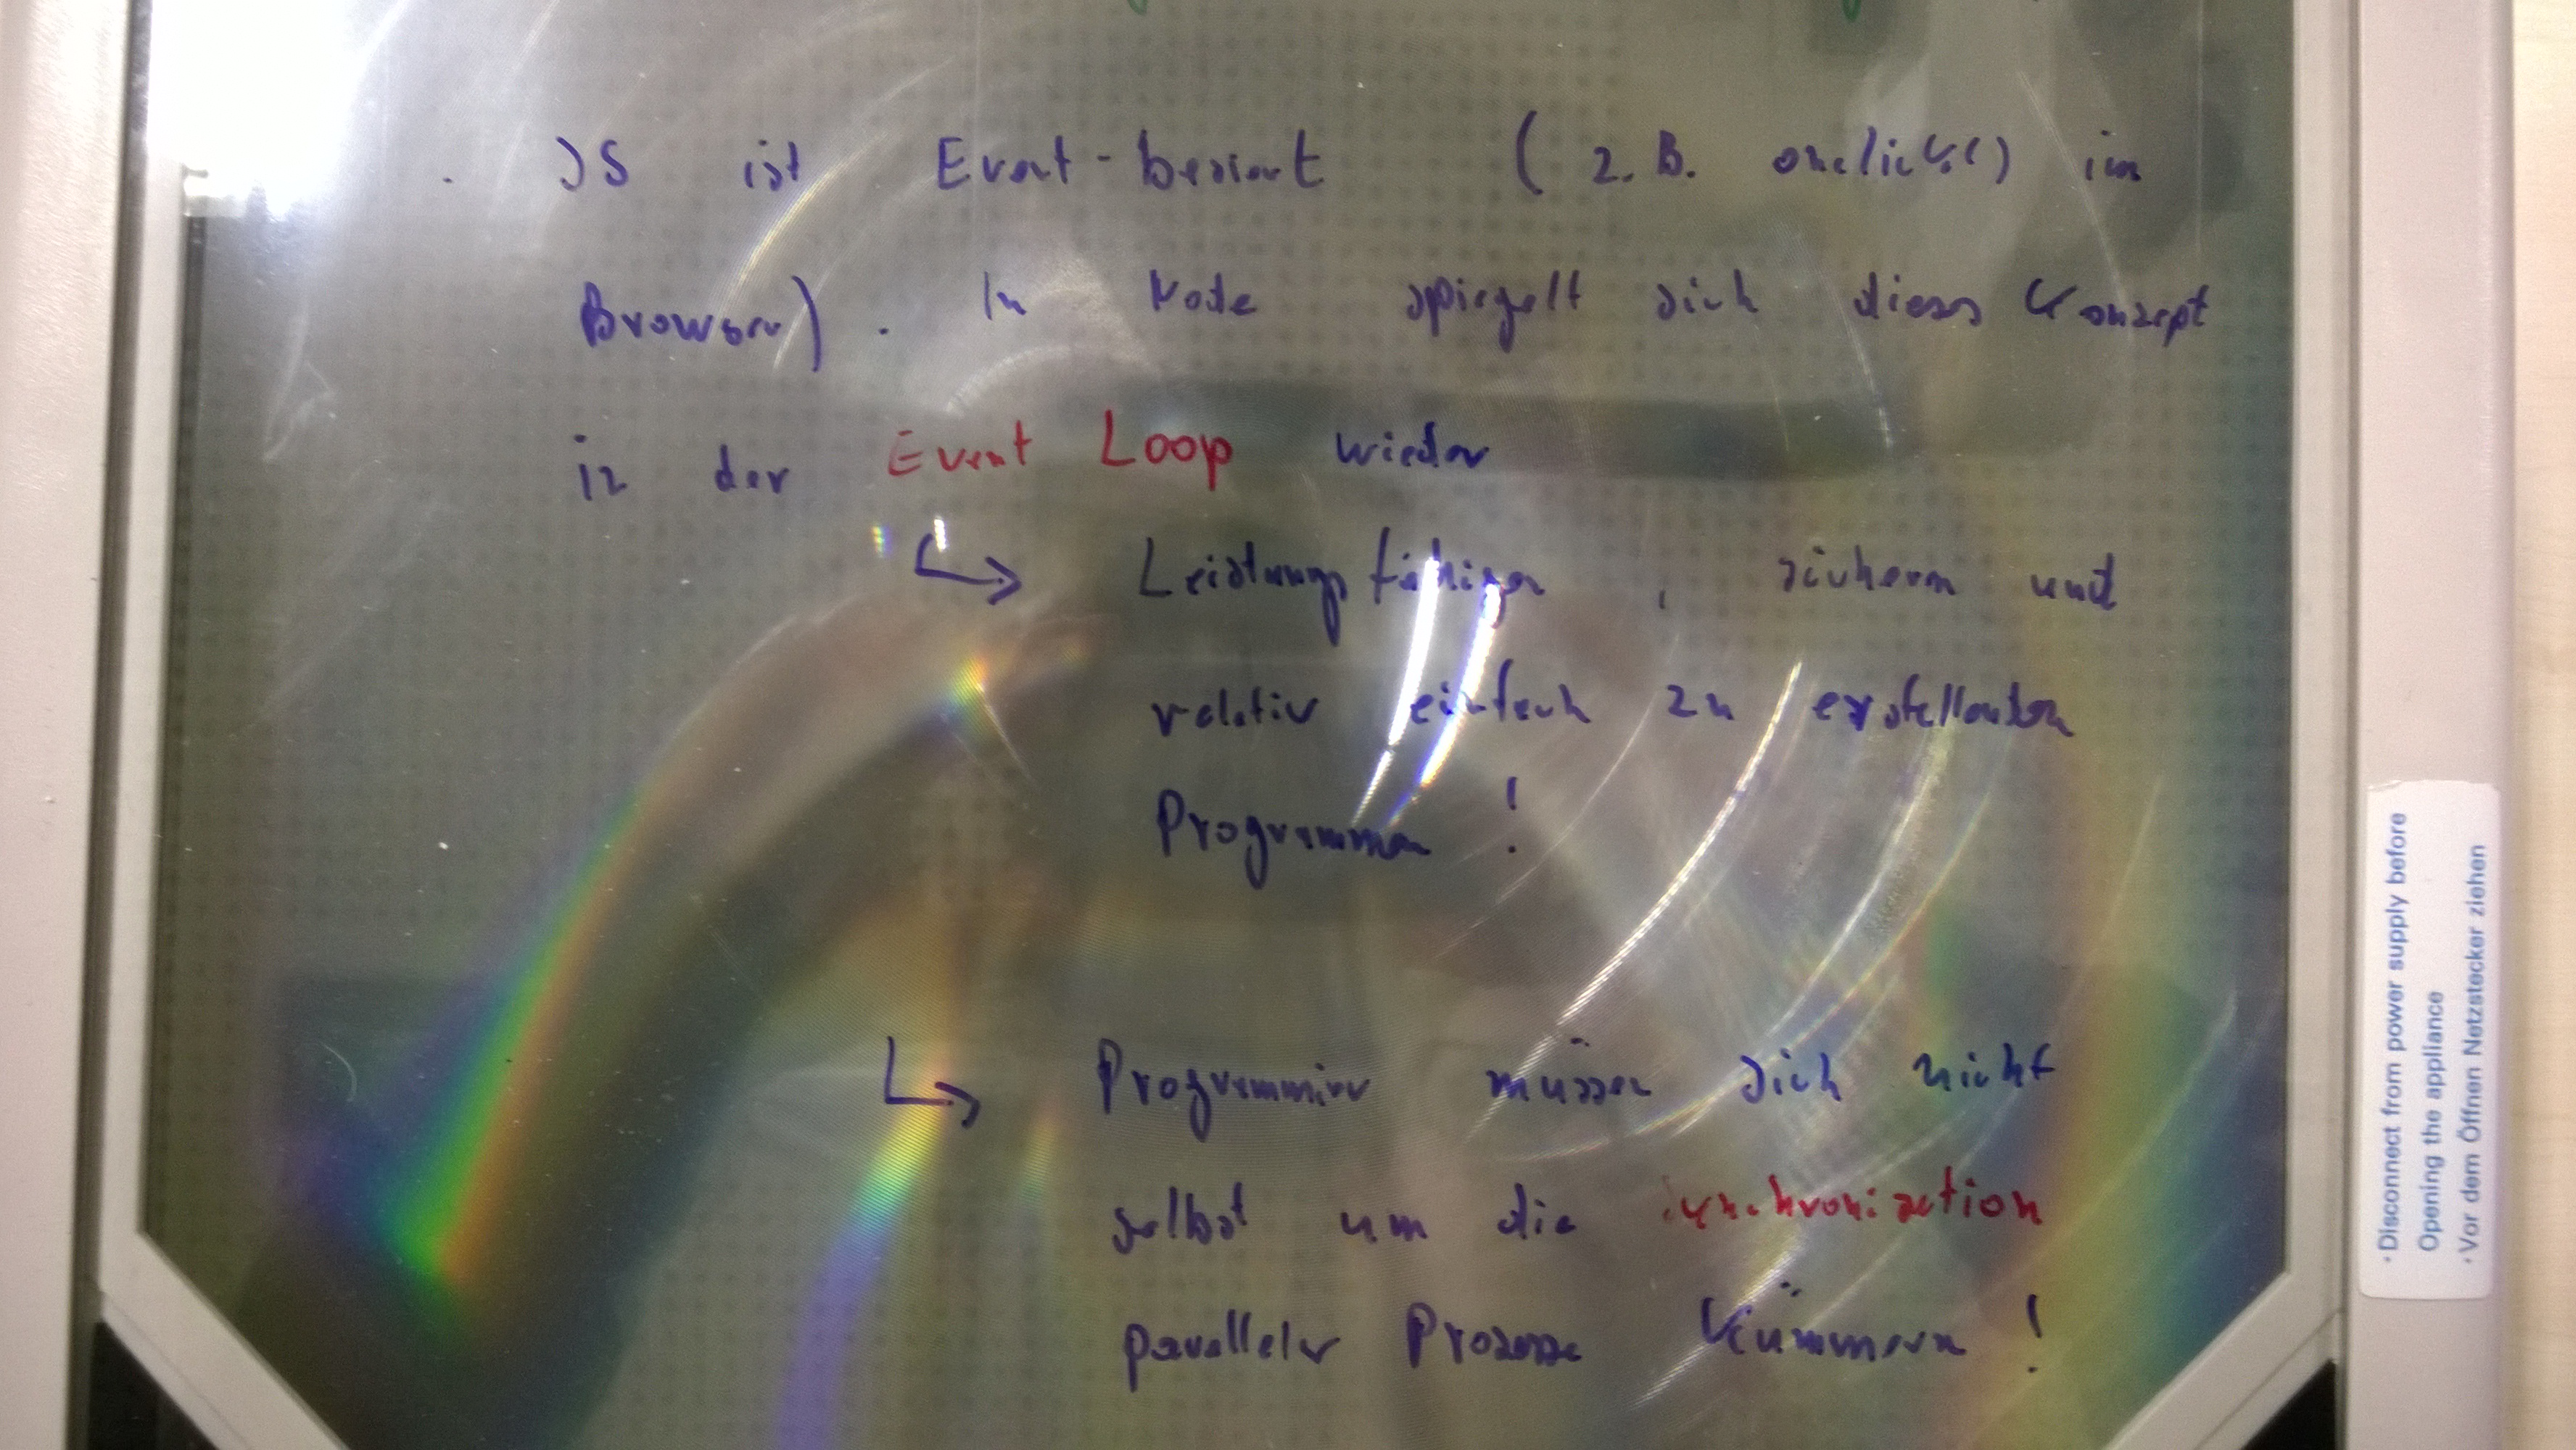 · JS ist Event-basiert (z.B. onclick() im
Browser). In Node spiegelt sich dieses Konzept
in der Event Loop wieder
↳ Leistungsfähigen, sicheren und
relativ einfach zu erstellenden
Programmen!
↳ Programmierer müssen sich nicht
selbst um die Synchronization
paralleler Prozesse kümmern!
· Disconnect from power supply before
Opening the appliance
· Vor dem Öffnen Netzstecker ziehen